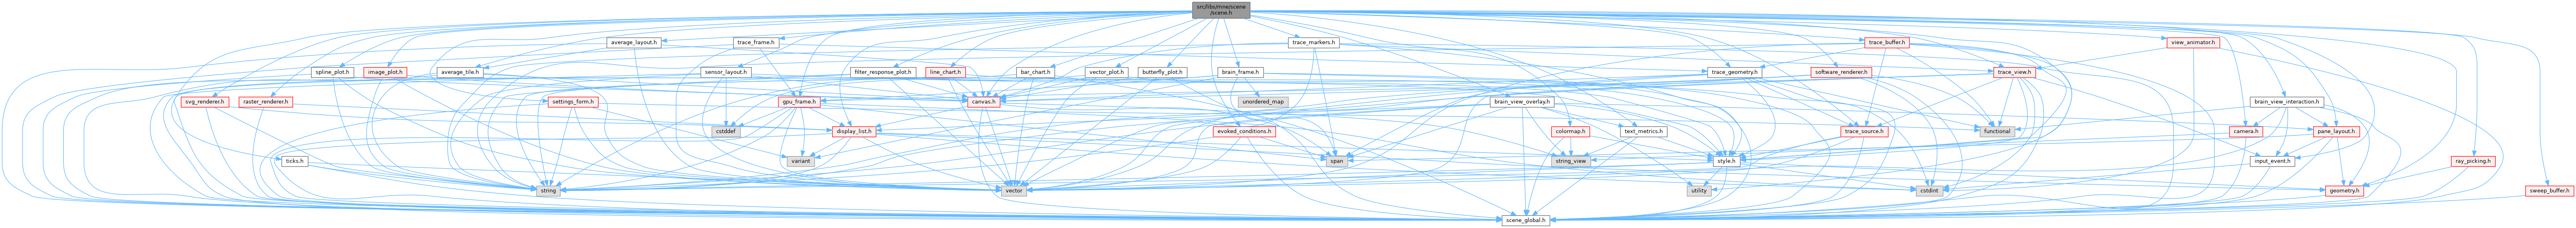 src/libs/mne/scene
/scene.h
average_layout.h
trace_frame.h
trace_markers.h
trace_buffer.h
view_animator.h
spline_plot.h
image_plot.h
average_tile.h
sensor_layout.h
filter_response_plot.h
line_chart.h
bar_chart.h
vector_plot.h
butterfly_plot.h
brain_frame.h
trace_geometry.h
software_renderer.h
trace_view.h
svg_renderer.h
raster_renderer.h
settings_form.h
gpu_frame.h
canvas.h
unordered_map
brain_view_overlay.h
brain_view_interaction.h
cstddef
display_list.h
evoked_conditions.h
colormap.h
text_metrics.h
trace_source.h
functional
camera.h
pane_layout.h
ticks.h
variant
span
string_view
style.h
input_event.h
ray_picking.h
string
vector
utility
cstdint
geometry.h
sweep_buffer.h
scene_global.h